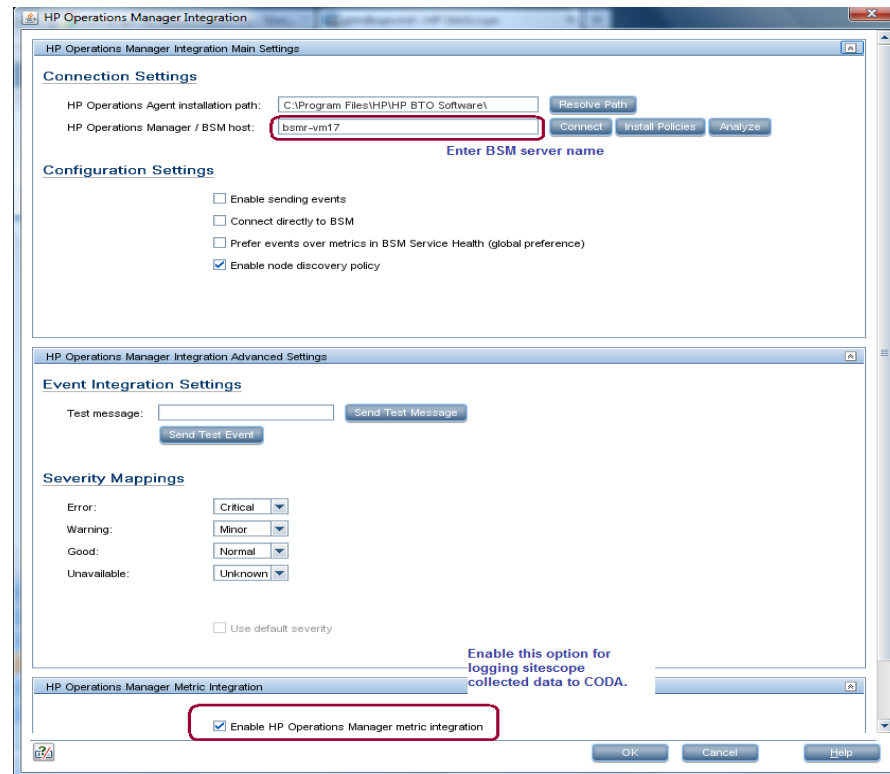 HP Operations Manager Integration
HP Operations Manager Integration Main Settings
Connection Settings
HP Operations Agent installation path: C:\Program Files\HP\HP BTO Software\ Resolve Path
HP Operations Manager / BSM host: bsmr-vm17 Connect Install Policies Analyze
Enter BSM server name
Configuration Settings
Enable sending events
Connect directly to BSM
Prefer events over metrics in BSM Service Health (global preference)
Enable node discovery policy
HP Operations Manager Integration Advanced Settings
Event Integration Settings
Test message: Send Test Message
Send Test Event
Severity Mappings
Error: Critical
Warning: Minor
Good: Normal
Unavailable: Unknown
Use default severity
Enable this option for
logging sitescope
collected data to CODA.
HP Operations Manager Metric Integration
Enable HP Operations Manager metric integration
OK Cancel Help